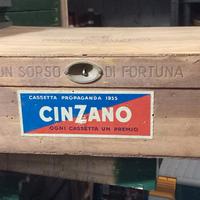 UN SORSO DI FORTUNA
CASSETTA PROPAGANDA 1955
CINZANO
OGNI CASSETTA UN PREMIO